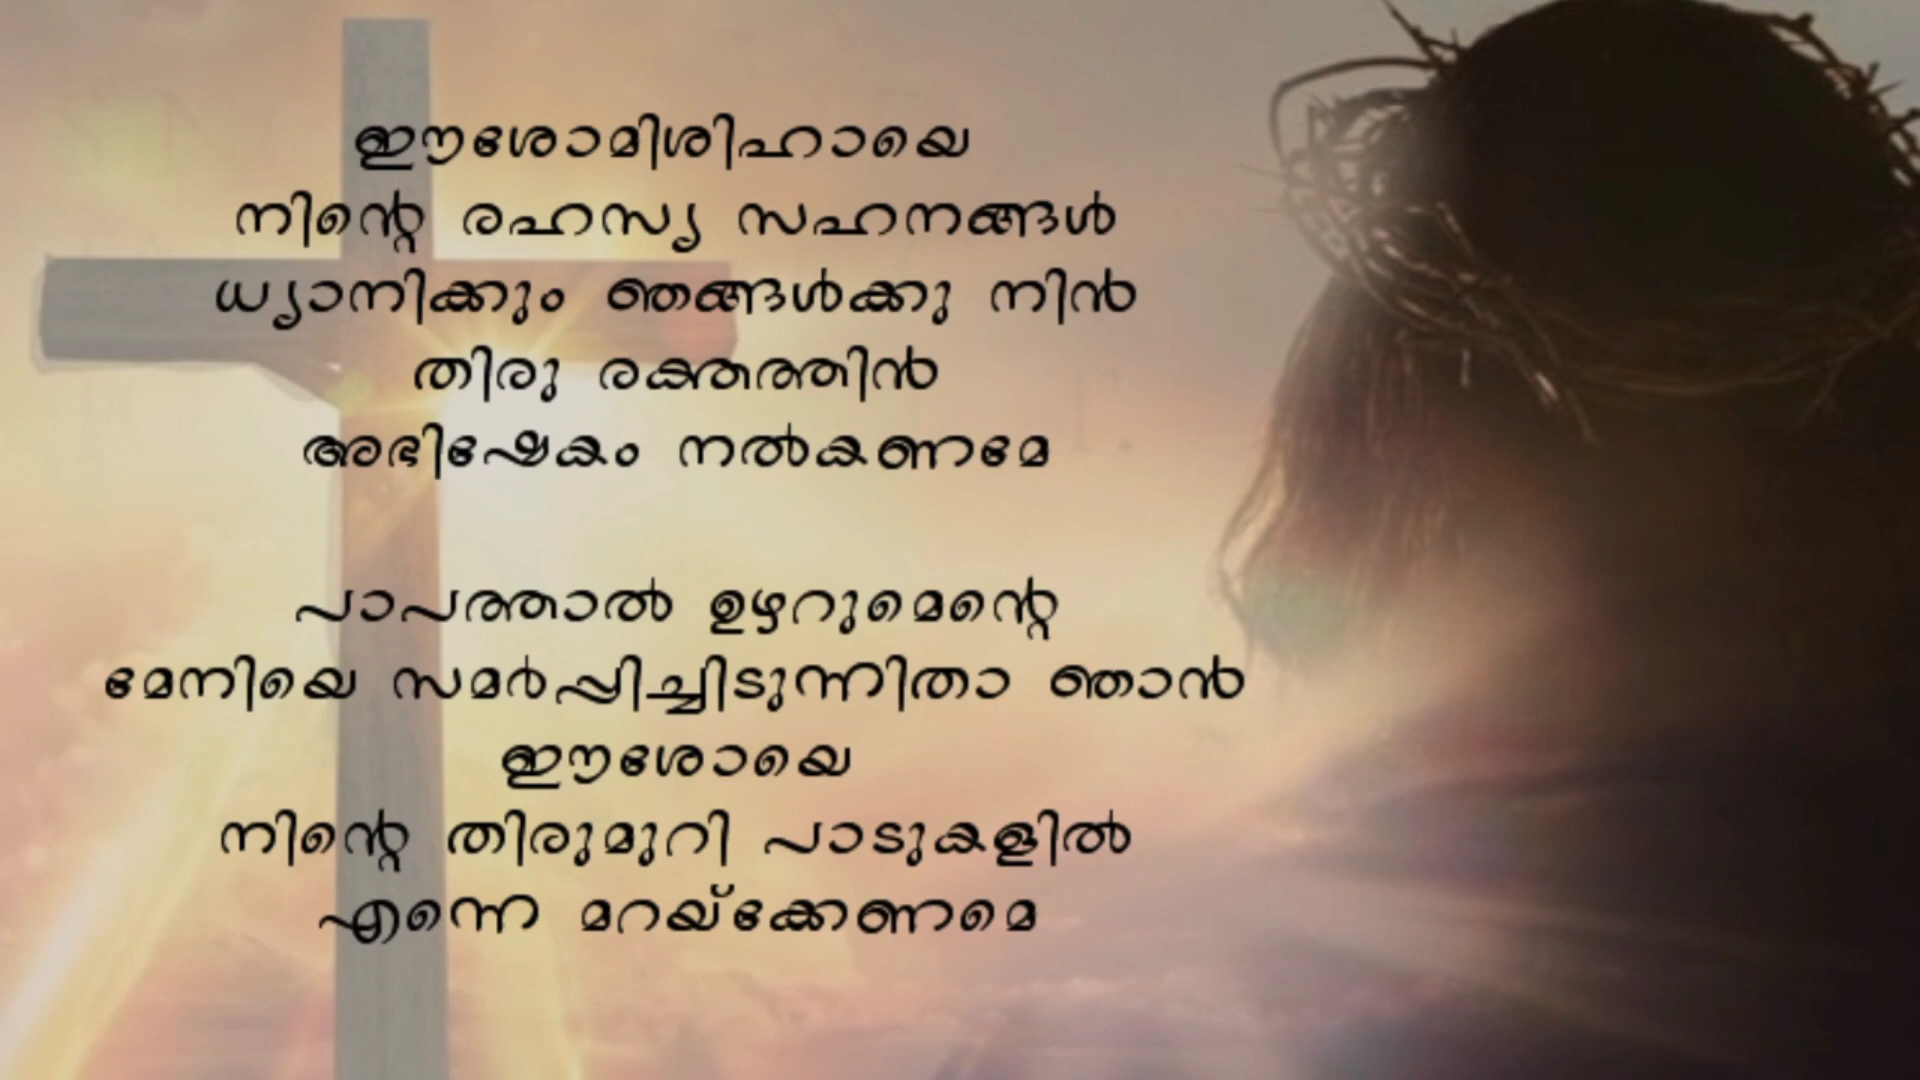 ഈശോമിശിഹായെ
നിന്റെ രഹസ്യ സഹനങ്ങൾ
ധ്യാനിക്കും ഞങ്ങൾക്കു നിൻ
തിരു രക്തത്തിൻ
അഭിഷേകം നൽകണമേ
പാപത്താൽ ഉഴറുമെന്റെ
മേനിയെ സമർപ്പിച്ചിടുന്നിതാ ഞാൻ
ഈശോയെ
നിന്റെ തിരുമുറി പാടുകളിൽ
എന്നെ മറയ്ക്കേണമെ